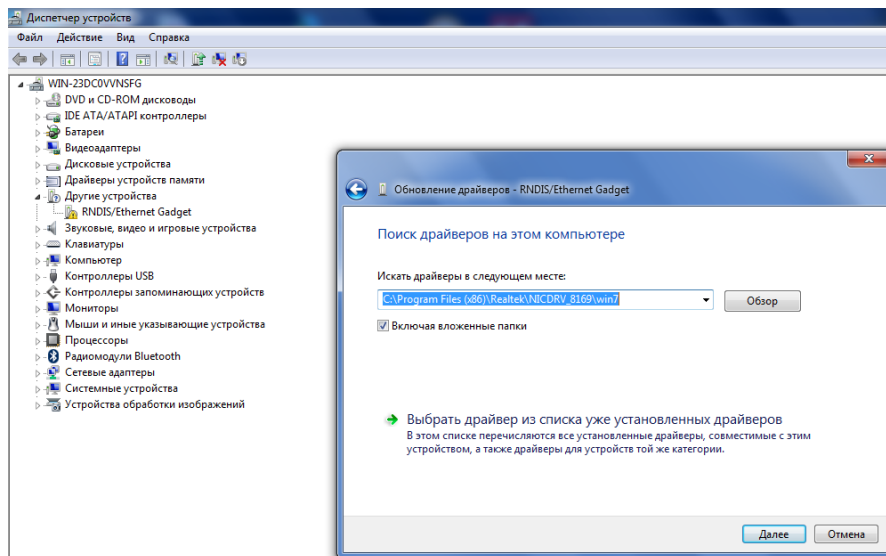 Диспетчер устройств
Файл Действие Вид Справка
WIN-23DC0VVNSFG
DVD и CD-ROM дисководы
IDE ATA/ATAPI контроллеры
Батареи
Видеоадаптеры
Дисковые устройства
Драйверы устройств памяти
Другие устройства
RNDIS/Ethernet Gadget
Звуковые, видео и игровые устройства
Клавиатуры
Компьютер
Контроллеры USB
Контроллеры запоминающих устройств
Мониторы
Мыши и иные указывающие устройства
Процессоры
Радиомодули Bluetooth
Сетевые адаптеры
Системные устройства
Устройства обработки изображений
Обновление драйверов - RNDIS/Ethernet Gadget
Поиск драйверов на этом компьютере
Искать драйверы в следующем месте:
C:\Program Files (x86)\Realtek\NICDRV_8169\win7
Обзор
Включая вложенные папки
Выбрать драйвер из списка уже установленных драйверов
В этом списке перечисляются все установленные драйверы, совместимые с этим
устройством, а также драйверы для устройств той же категории.
Далее Отмена